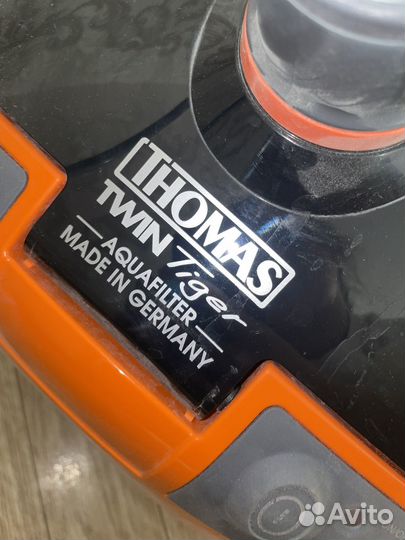 THOMAS
TWIN Tiger
AQUAFILTER
MADE IN GERMANY
Avito